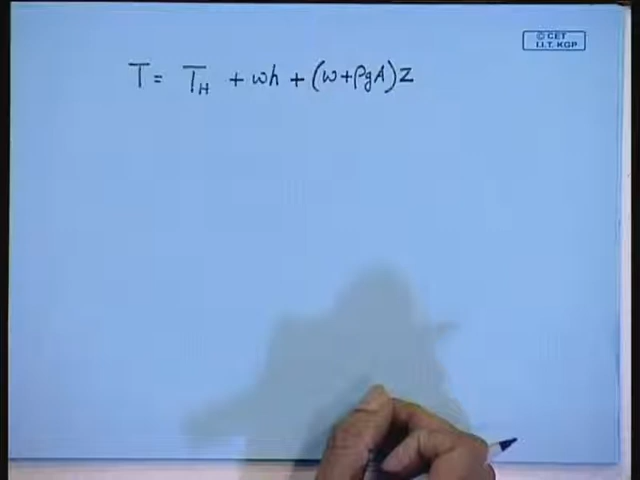 © CET
I.I.T. KGP
T = T_H + wh + (w+ρgA)z